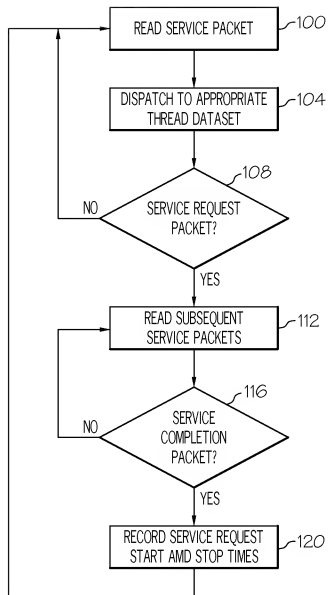 READ SERVICE PACKET
100
DISPATCH TO APPROPRIATE
THREAD DATASET
104
108
SERVICE REQUEST
PACKET?
NO
YES
READ SUBSEQUENT
SERVICE PACKETS
112
116
SERVICE
COMPLETION
PACKET?
NO
YES
RECORD SERVICE REQUEST
START AMD STOP TIMES
120